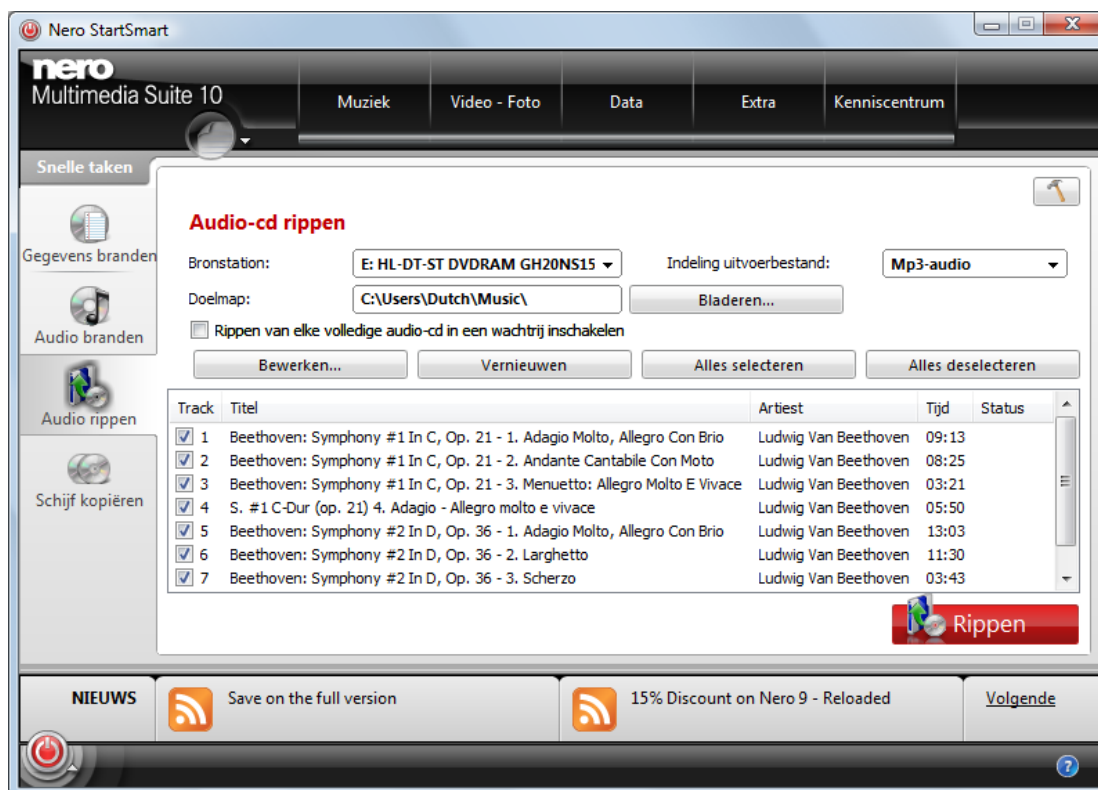 Nero StartSmart
nero
Multimedia Suite 10
Muziek
Video - Foto
Data
Extra
Kenniscentrum
Snelle taken
Gegevens branden
Audio branden
Audio rippen
Schijf kopiëren
Audio-cd rippen
Bronstation: E: HL-DT-ST DVDRAM GH20NS15 Indeling uitvoerbestand: Mp3-audio
Doelmap: C:\Users\Dutch\Music\ Bladeren...
Rippen van elke volledige audio-cd in een wachtrij inschakelen
Bewerken... Vernieuwen Alles selecteren Alles deselecteren
Track Titel Artiest Tijd Status
1 Beethoven: Symphony #1 In C, Op. 21 - 1. Adagio Molto, Allegro Con Brio Ludwig Van Beethoven 09:13
2 Beethoven: Symphony #1 In C, Op. 21 - 2. Andante Cantabile Con Moto Ludwig Van Beethoven 08:25
3 Beethoven: Symphony #1 In C, Op. 21 - 3. Menuetto: Allegro Molto E Vivace Ludwig Van Beethoven 03:21
4 S. #1 C-Dur (op. 21) 4. Adagio - Allegro molto e vivace Ludwig Van Beethoven 05:50
5 Beethoven: Symphony #2 In D, Op. 36 - 1. Adagio Molto, Allegro Con Brio Ludwig Van Beethoven 13:03
6 Beethoven: Symphony #2 In D, Op. 36 - 2. Larghetto Ludwig Van Beethoven 11:30
7 Beethoven: Symphony #2 In D, Op. 36 - 3. Scherzo Ludwig Van Beethoven 03:43
Rippen
NIEUWS Save on the full version 15% Discount on Nero 9 - Reloaded Volgende
?